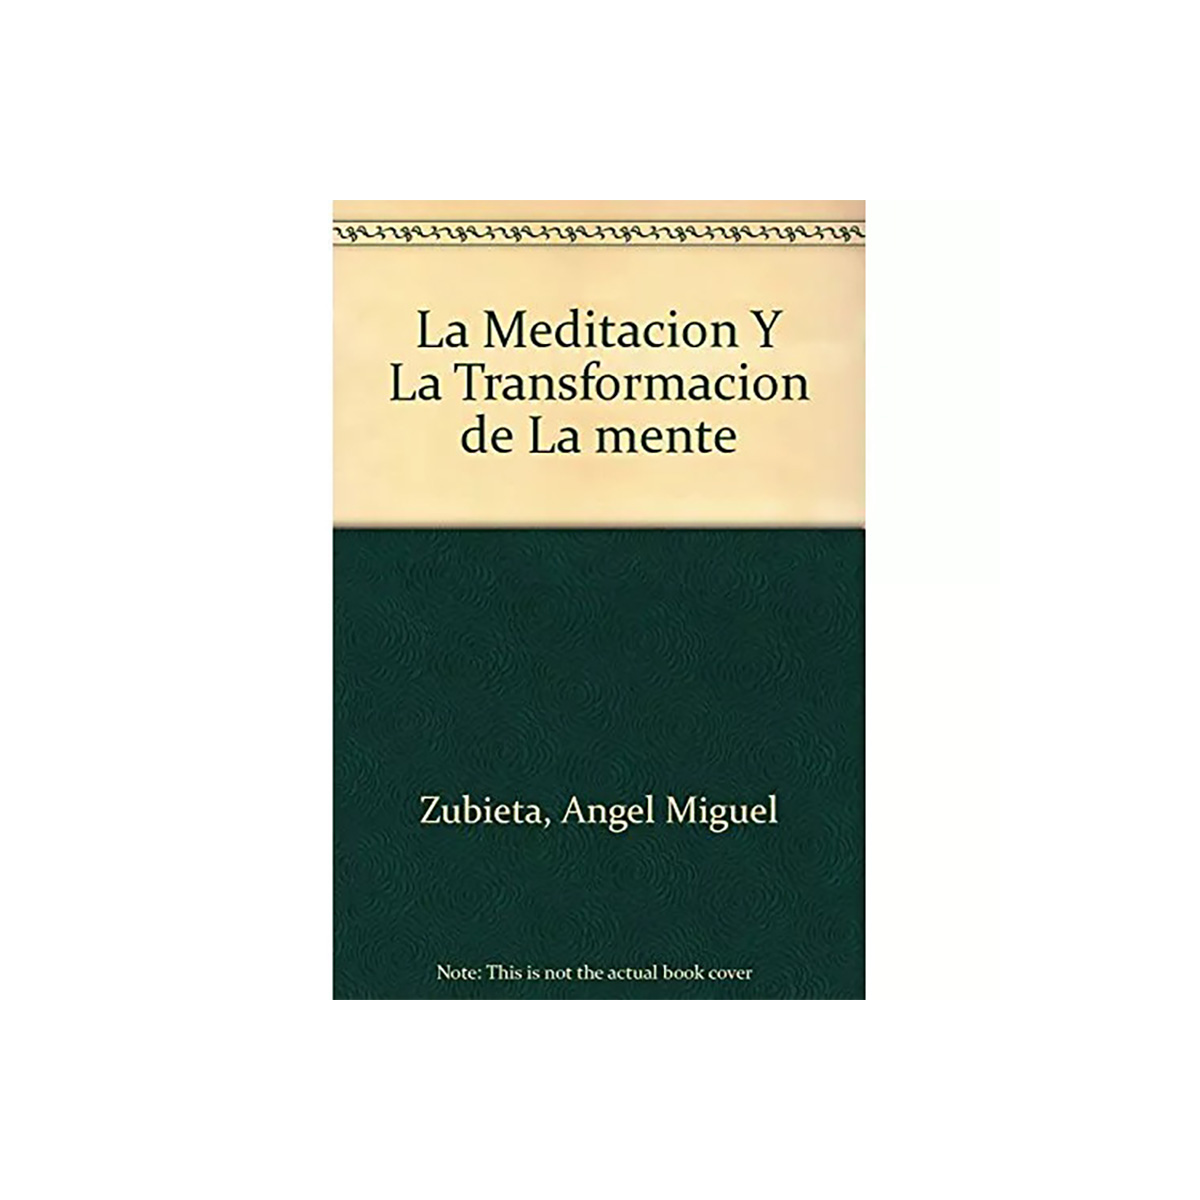 La Meditacion Y
La Transformacion
de La mente
Zubieta, Angel Miguel
Note: This is not the actual book cover